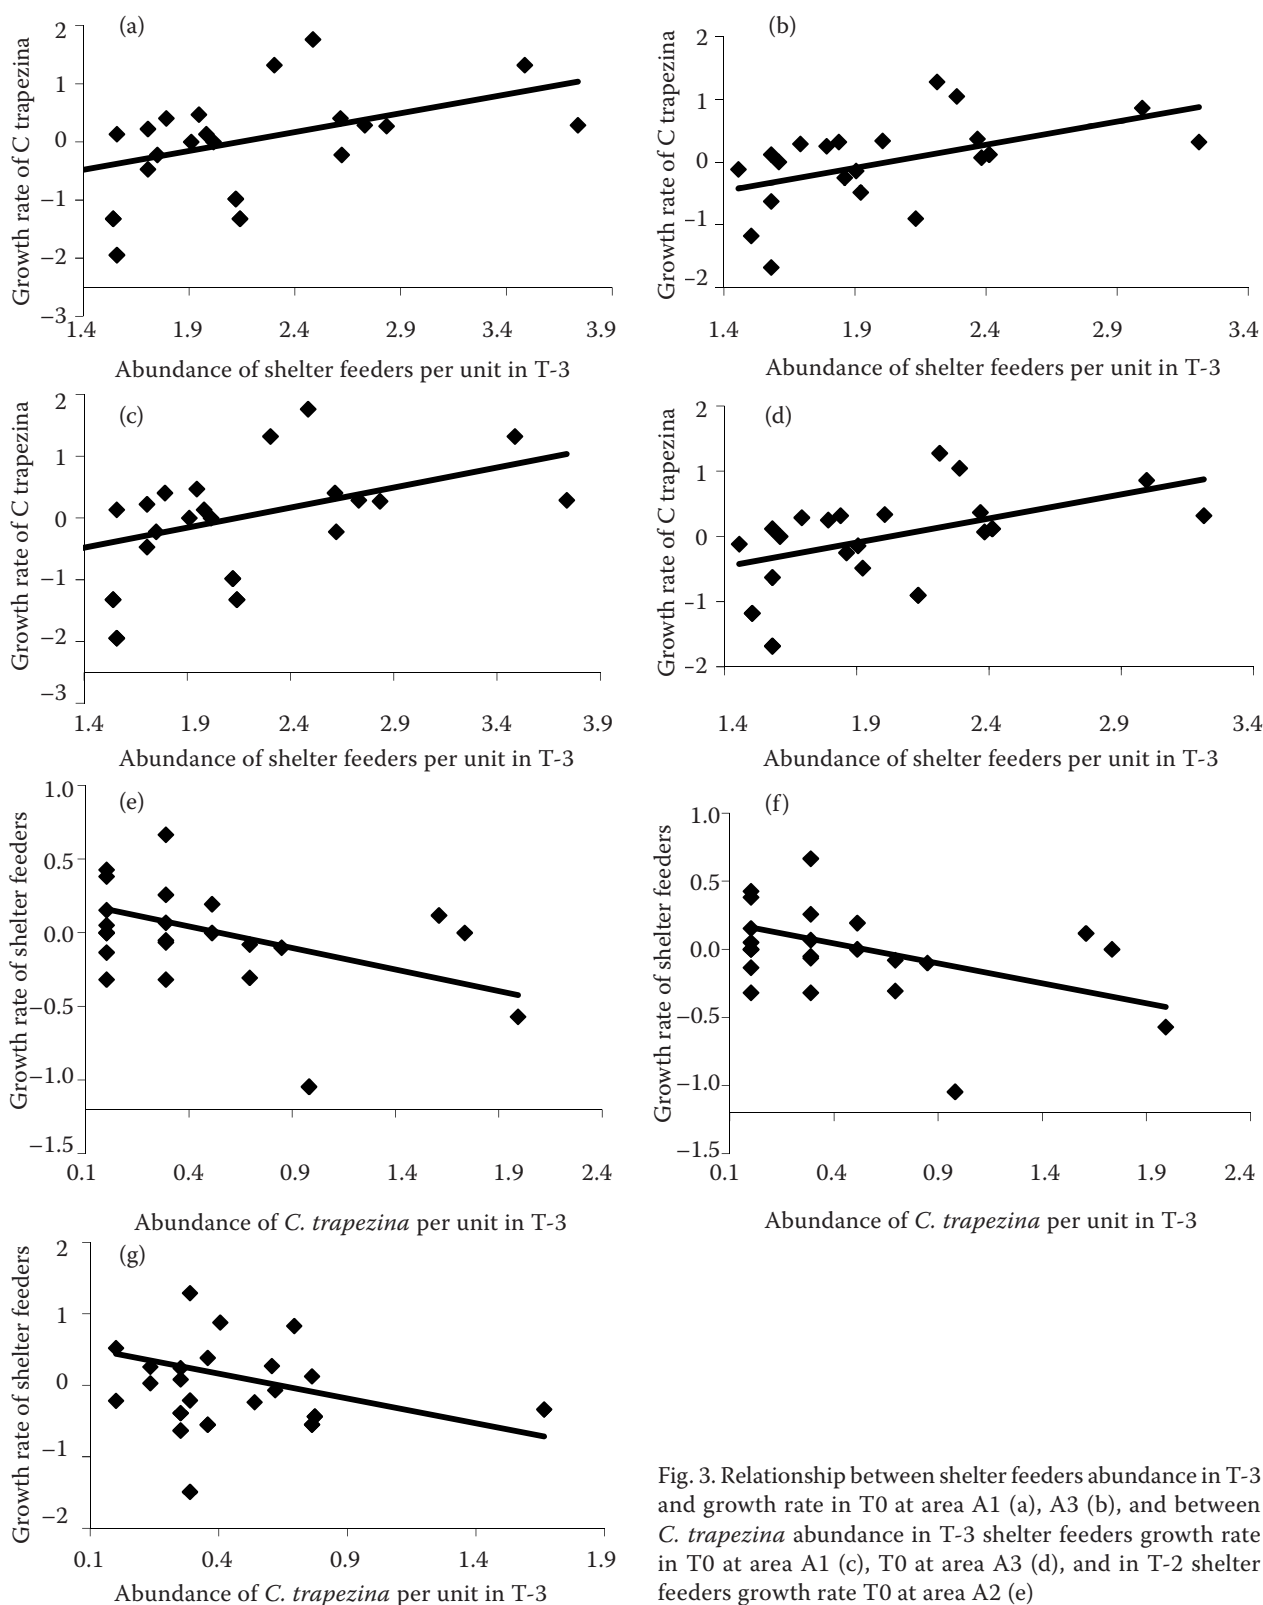 (a)
Growth rate of C trapezina
2
1
0
−1
−2
−3
1.4 1.9 2.4 2.9 3.4 3.9
Abundance of shelter feeders per unit in T-3
(b)
Growth rate of C trapezina
2
1
0
−1
−2
1.4 1.9 2.4 2.9 3.4
Abundance of shelter feeders per unit in T-3
(c)
Growth rate of C trapezina
2
1
0
−1
−2
−3
1.4 1.9 2.4 2.9 3.4 3.9
Abundance of shelter feeders per unit in T-3
(d)
Growth rate of C trapezina
2
1
0
−1
−2
1.4 1.9 2.4 2.9 3.4
Abundance of shelter feeders per unit in T-3
(e)
Growth rate of shelter feeders
1.0
0.5
0.0
−0.5
−1.0
−1.5
0.1 0.4 0.9 1.4 1.9 2.4
Abundance of C. trapezina per unit in T-3
(f)
Growth rate of shelter feeders
1.0
0.5
0.0
−0.5
−1.0
−1.5
0.1 0.4 0.9 1.4 1.9 2.4
Abundance of C. trapezina per unit in T-3
(g)
Growth rate of shelter feeders
2
1
0
−1
−2
0.1 0.4 0.9 1.4 1.9
Abundance of C. trapezina per unit in T-3
Fig. 3. Relationship between shelter feeders abundance in T-3
and growth rate in T0 at area A1 (a), A3 (b), and between
C. trapezina abundance in T-3 shelter feeders growth rate
in T0 at area A1 (c), T0 at area A3 (d), and in T-2 shelter
feeders growth rate T0 at area A2 (e)